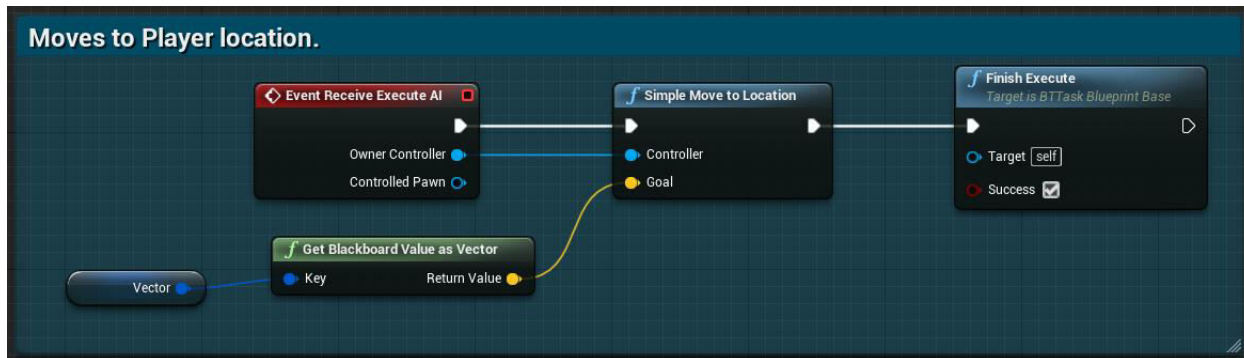 Moves to Player location.
Event Receive Execute AI
Owner Controller
Controlled Pawn
f Simple Move to Location
Controller
Goal
f Finish Execute
Target is BTTask Blueprint Base
Target self
Success
f Get Blackboard Value as Vector
Key Return Value
Vector